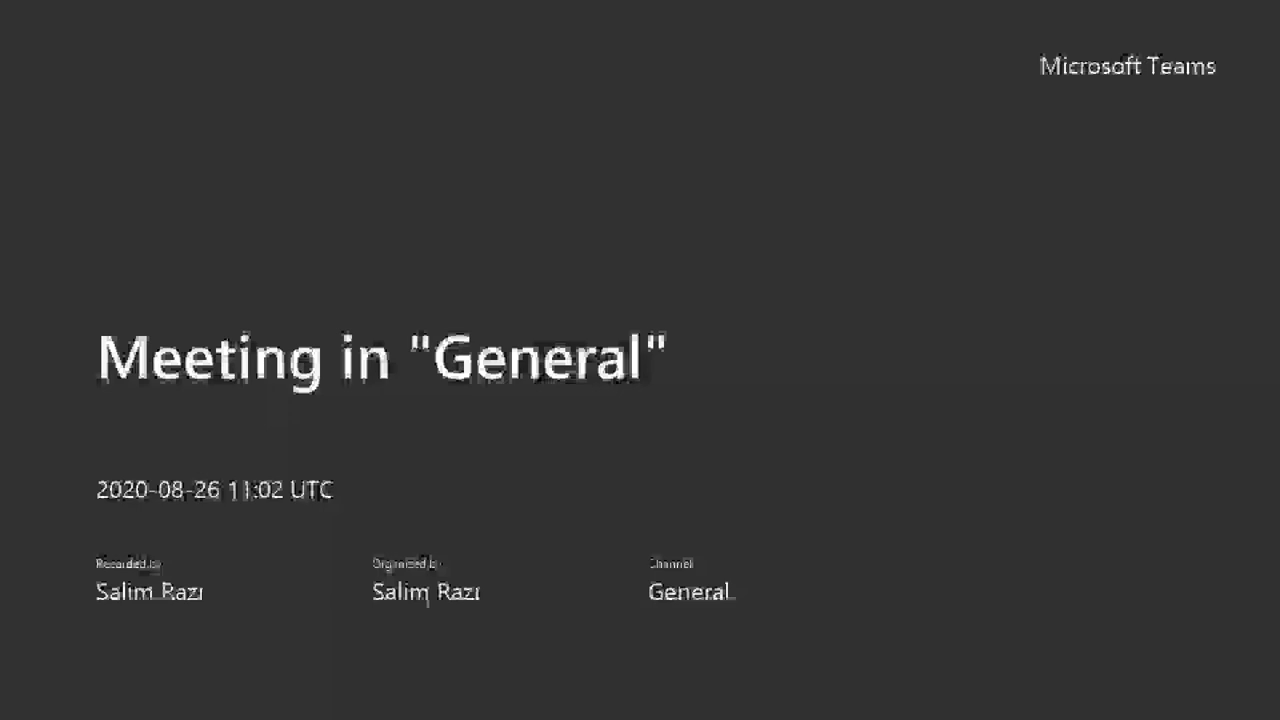 Microsoft Teams
Meeting in "General"
2020-08-26 11:02 UTC
Recorded by Organized by Channel
Salim Razı Salim Razı General